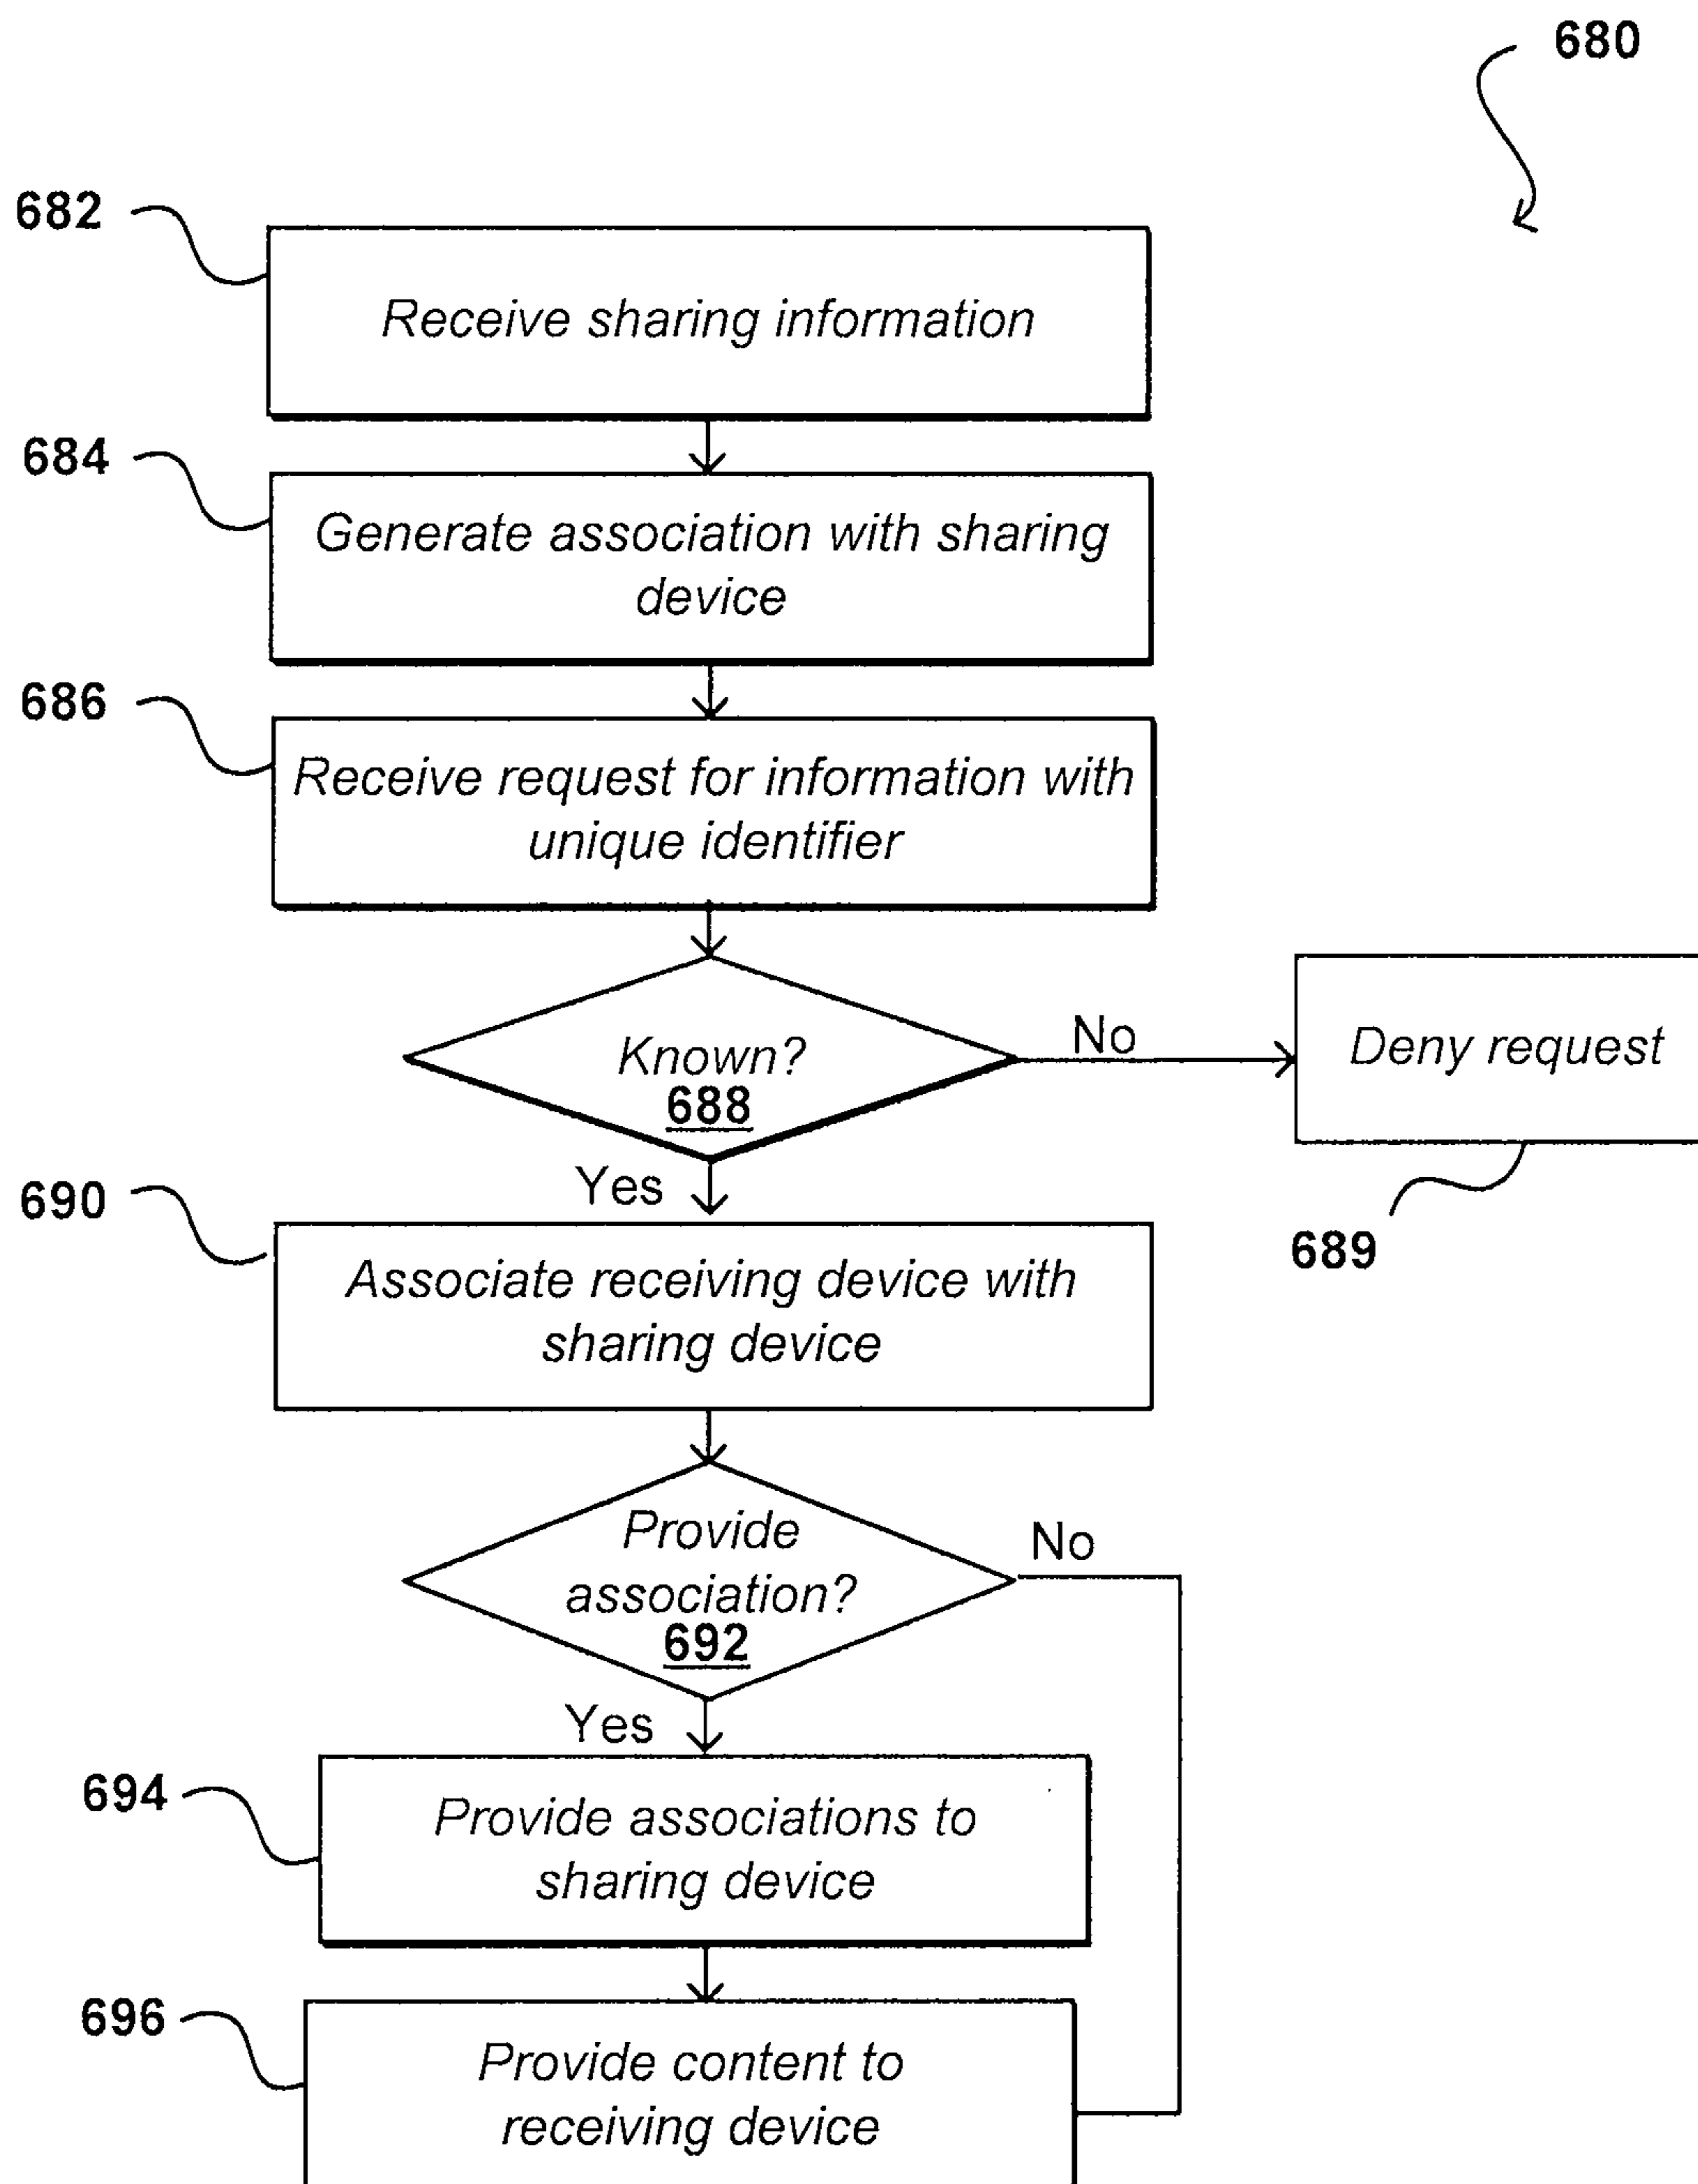 680
682
Receive sharing information
684
Generate association with sharing
device
686
Receive request for information with
unique identifier
Known?
688
No
Deny request
689
Yes
690
Associate receiving device with
sharing device
Provide
association?
692
No
Yes
694
Provide associations to
sharing device
696
Provide content to
receiving device